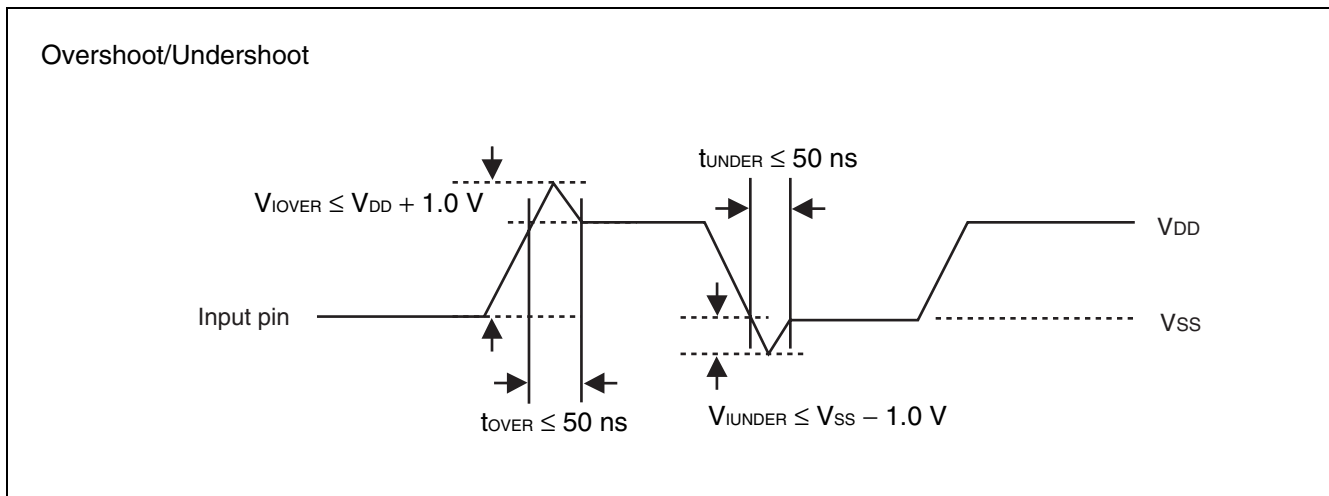 Overshoot/Undershoot
tUNDER ≤ 50 ns
VIOVER ≤ VDD + 1.0 V
VDD
Input pin
VSS
tOVER ≤ 50 ns
VIUNDER ≤ VSS − 1.0 V